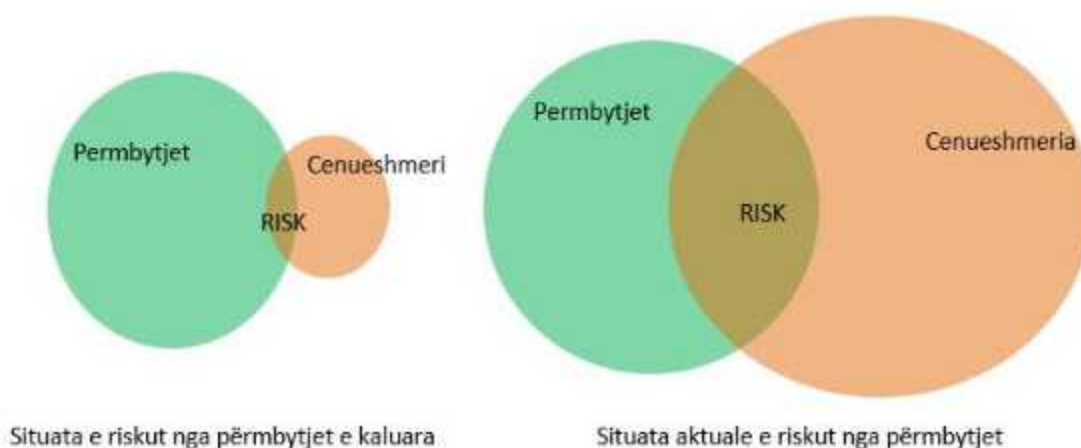 Permbytjet
Cenueshmeri
RISK
Permbytjet
Cenueshmeria
RISK
Situata e riskut nga përmbytjet e kaluara
Situata aktuale e riskut nga përmbytjet